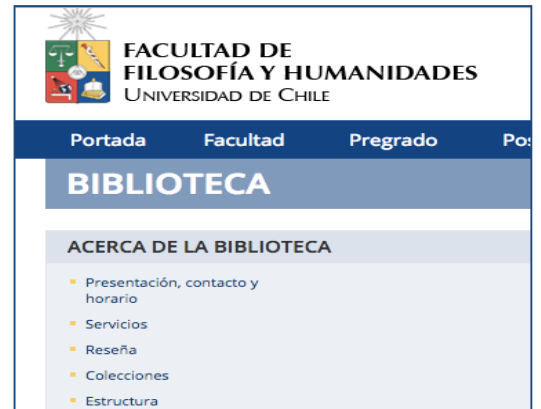 FACULTAD DE
FILOSOFÍA Y HUMANIDADES
UNIVERSIDAD DE CHILE
Portada Facultad Pregrado Pos
BIBLIOTECA
ACERCA DE LA BIBLIOTECA
Presentación, contacto y
horario
Servicios
Reseña
Colecciones
Estructura